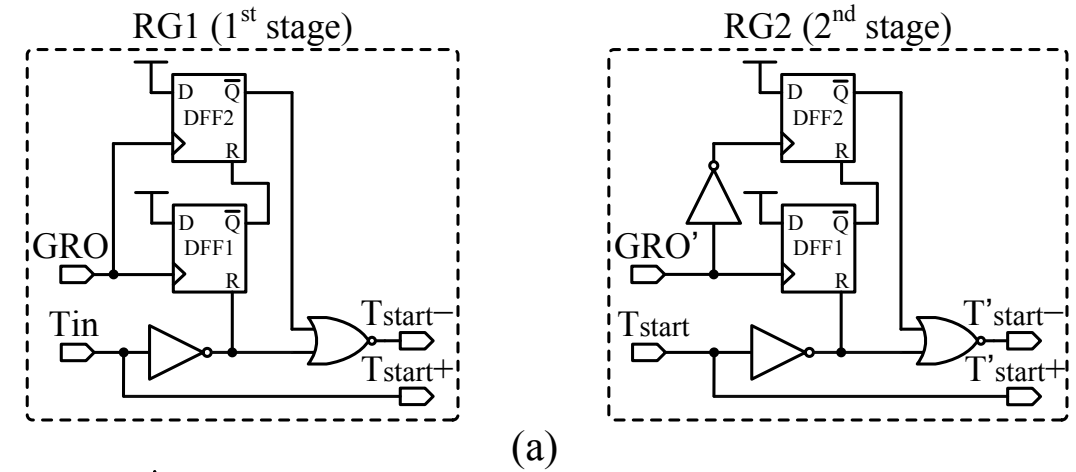 RG1 (1st stage)
D Q̅
DFF2
R
D Q̅
DFF1
R
GRO
Tin
Tstart−
Tstart+
RG2 (2nd stage)
D Q̅
DFF2
R
D Q̅
DFF1
R
GRO’
Tstart
T’start−
T’start+
(a)